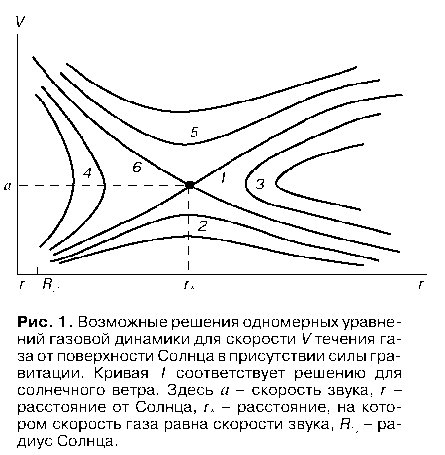 V
5
6
1
4
3
a
2
r
R
r*
r
Рис. 1. Возможные решения одномерных уравне-
ний газовой динамики для скорости V течения га-
за от поверхности Солнца в присутствии силы гра-
витации. Кривая 1 соответствует решению для
солнечного ветра. Здесь a – скорость звука, r –
расстояние от Солнца, r* – расстояние, на кото-
ром скорость газа равна скорости звука, R – ра-
диус Солнца.